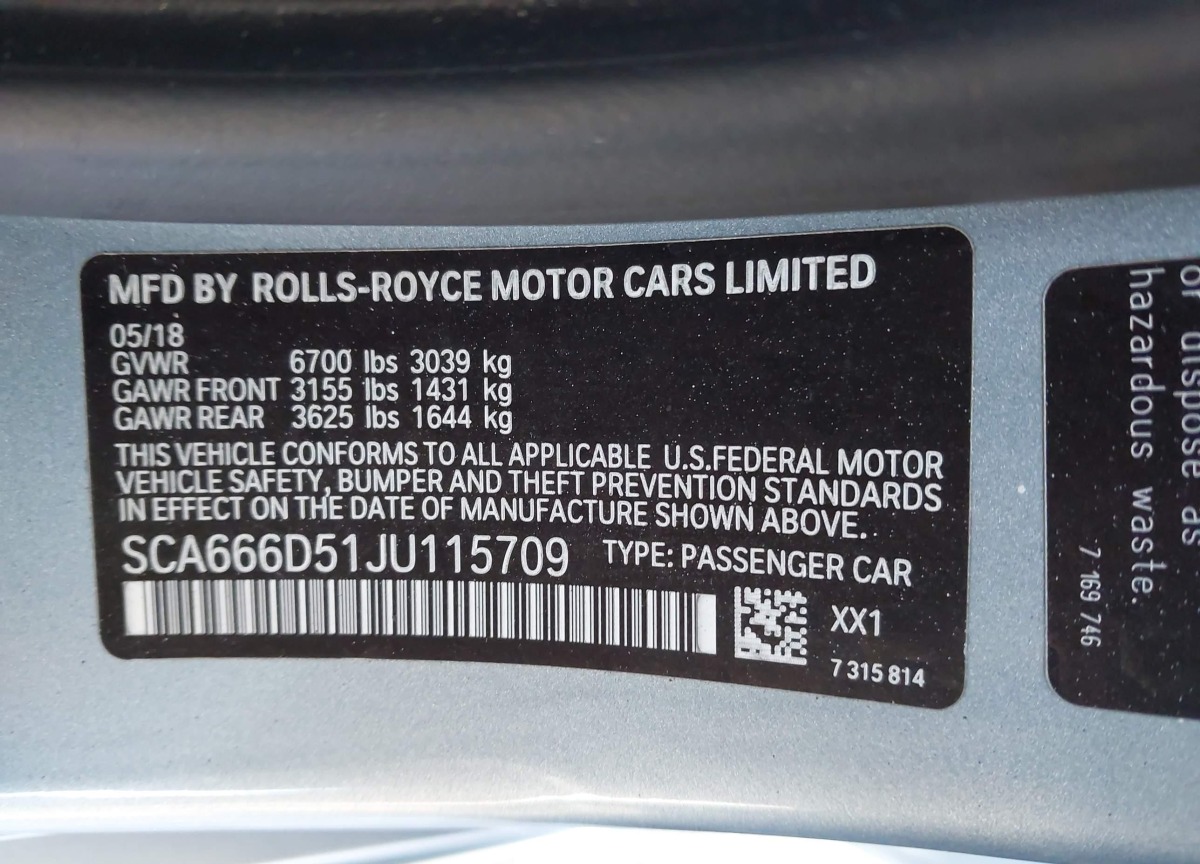 MFD BY ROLLS-ROYCE MOTOR CARS LIMITED
05/18
GVWR 6700 lbs 3039 kg
GAWR FRONT 3155 lbs 1431 kg
GAWR REAR 3625 lbs 1644 kg
THIS VEHICLE CONFORMS TO ALL APPLICABLE U.S.FEDERAL MOTOR
VEHICLE SAFETY, BUMPER AND THEFT PREVENTION STANDARDS
IN EFFECT ON THE DATE OF MANUFACTURE SHOWN ABOVE.
SCA666D51JU115709 TYPE: PASSENGER CAR
XX1
7 315 814
or dispose as
hazardous waste.
7 169 746